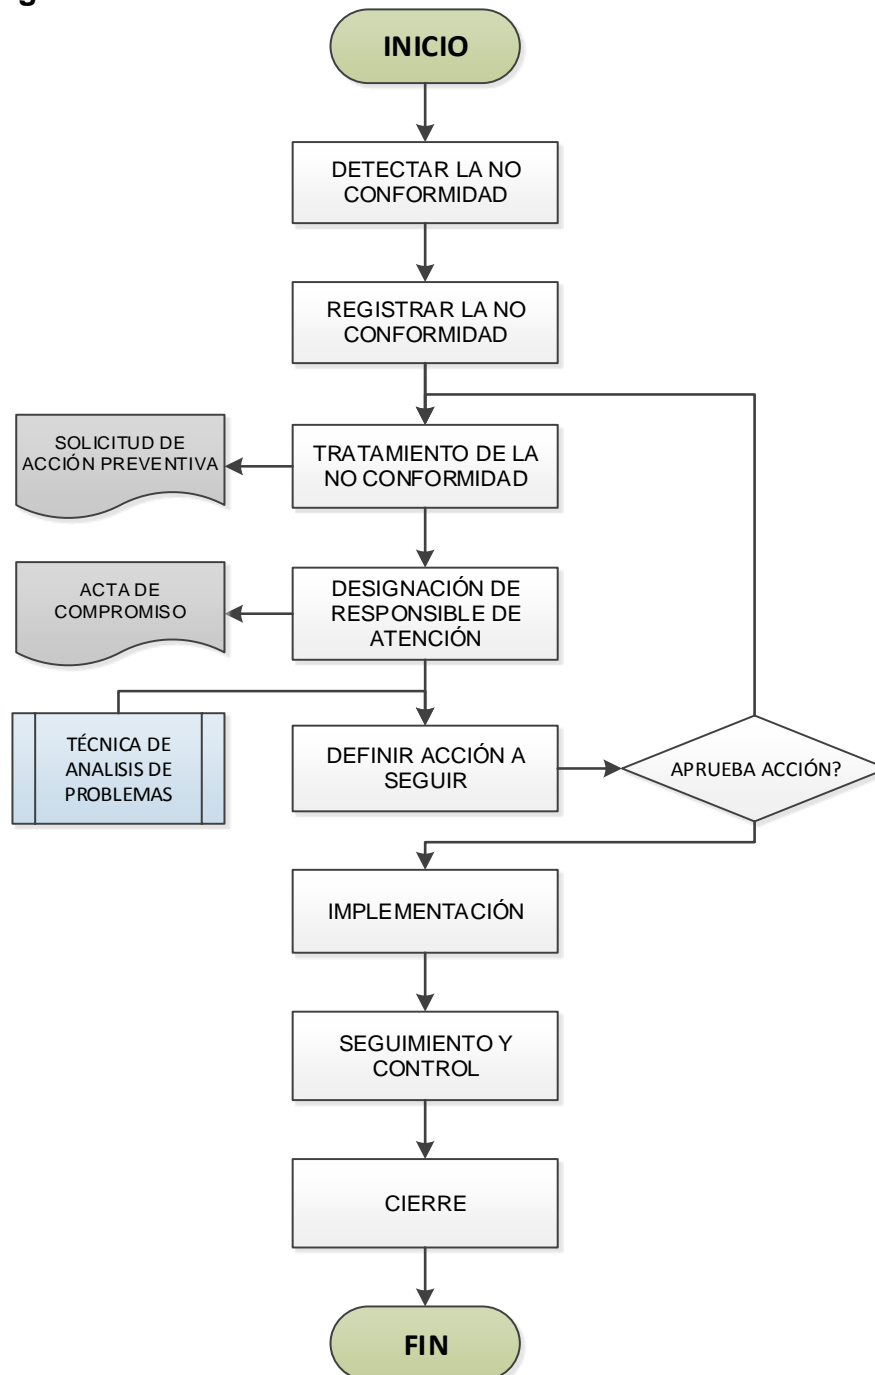 g
INICIO
DETECTAR LA NO
CONFORMIDAD
REGISTRAR LA NO
CONFORMIDAD
SOLICITUD DE
ACCIÓN PREVENTIVA
TRATAMIENTO DE LA
NO CONFORMIDAD
ACTA DE
COMPROMISO
DESIGNACIÓN DE
RESPONSIBLE DE
ATENCIÓN
TÉCNICA DE
ANALISIS DE
PROBLEMAS
DEFINIR ACCIÓN A
SEGUIR
APRUEBA ACCIÓN?
IMPLEMENTACIÓN
SEGUIMIENTO Y
CONTROL
CIERRE
FIN